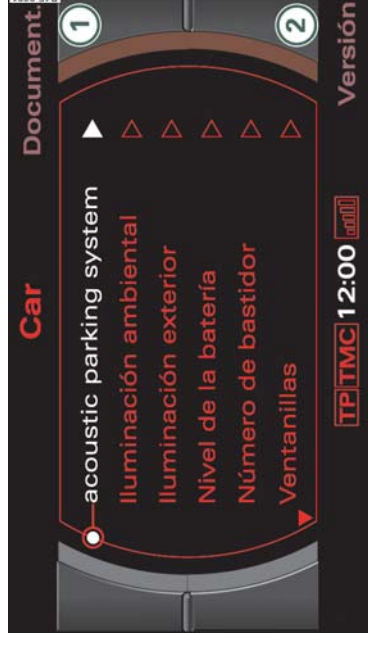 Car
Document.
1
acoustic parking system
Iluminación ambiental
Iluminación exterior
Nivel de la batería
Número de bastidor
Ventanillas
2
TP TMC 12:00
Versión